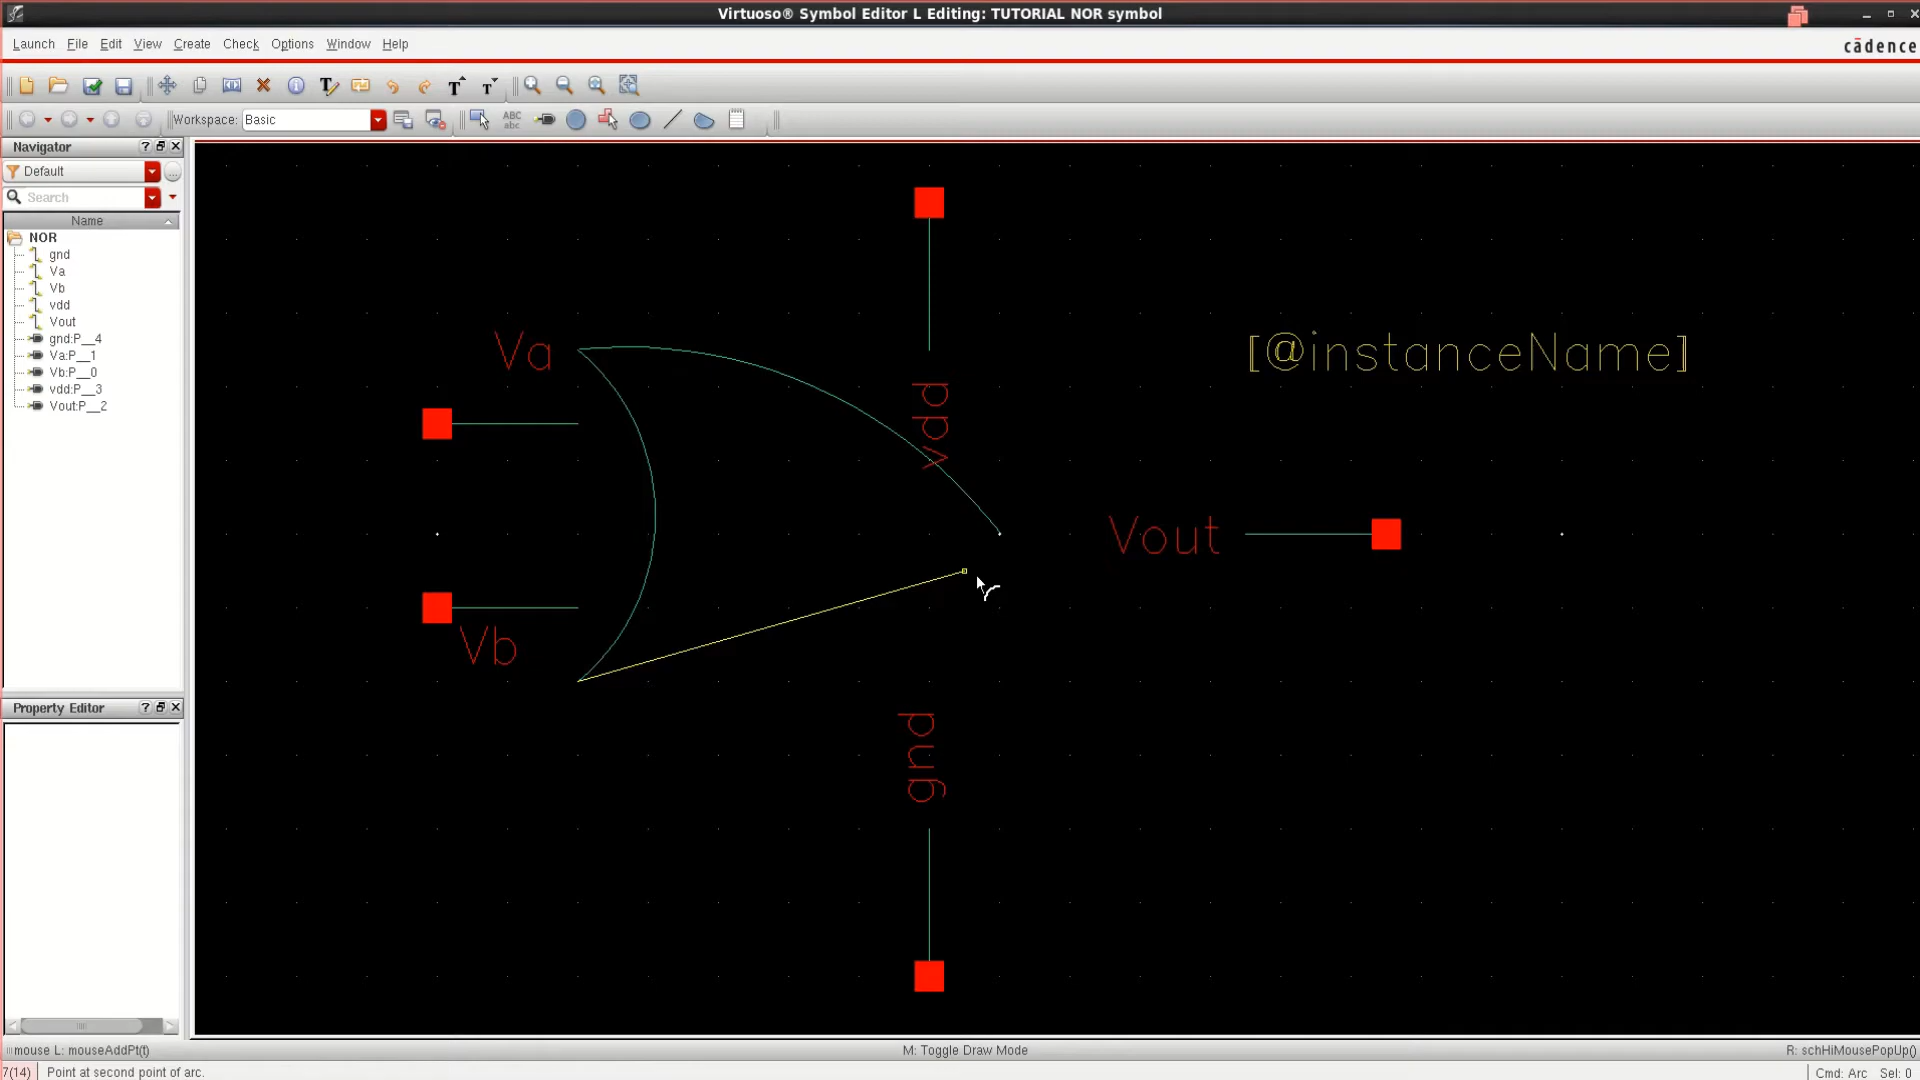 Virtuoso® Symbol Editor L Editing: TUTORIAL NOR symbol
Launch File Edit View Create Check Options Window Help
cādence
Workspace: Basic
ABC
abc
Navigator
Default
Search
Name
NOR
gnd
Va
Vb
vdd
Vout
gnd:P__4
Va:P__1
Vb:P__0
vdd:P__3
Vout:P__2
Property Editor
Va
vdd
[@instanceName]
Vout
Vb
gnd
mouse L: mouseAddPt(t)
M: Toggle Draw Mode
R: schHiMousePopUp()
7(14)
Point at second point of arc.
Cmd: Arc Sel: 0